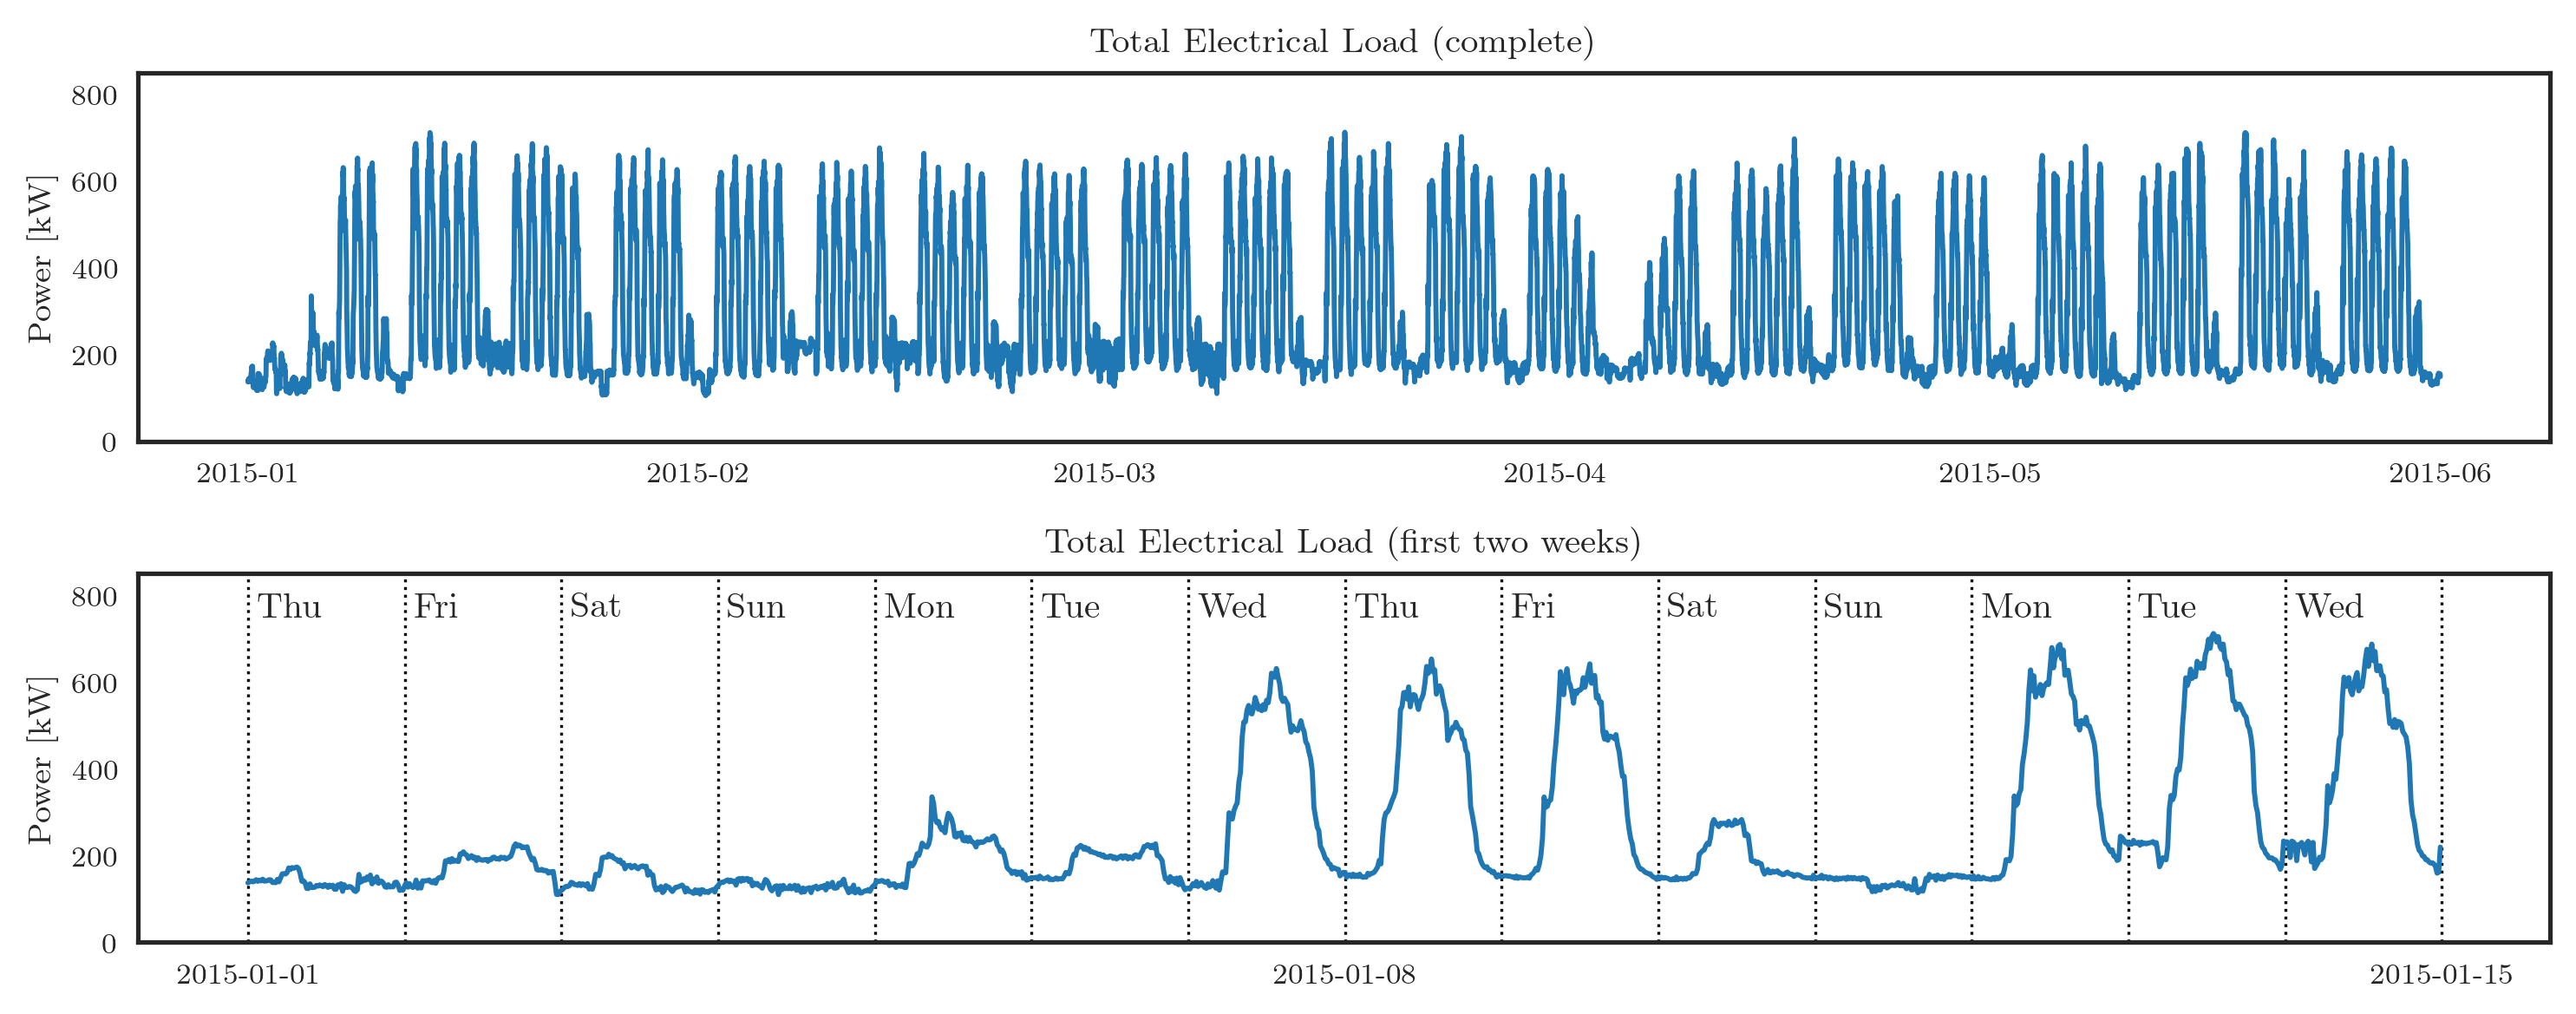 Total Electrical Load (complete)
Power [kW]
800
600
400
200
0
2015-01 2015-02 2015-03 2015-04 2015-05 2015-06
Total Electrical Load (first two weeks)
Power [kW]
800
600
400
200
0
Thu Fri Sat Sun Mon Tue Wed Thu Fri Sat Sun Mon Tue Wed
2015-01-01 2015-01-08 2015-01-15